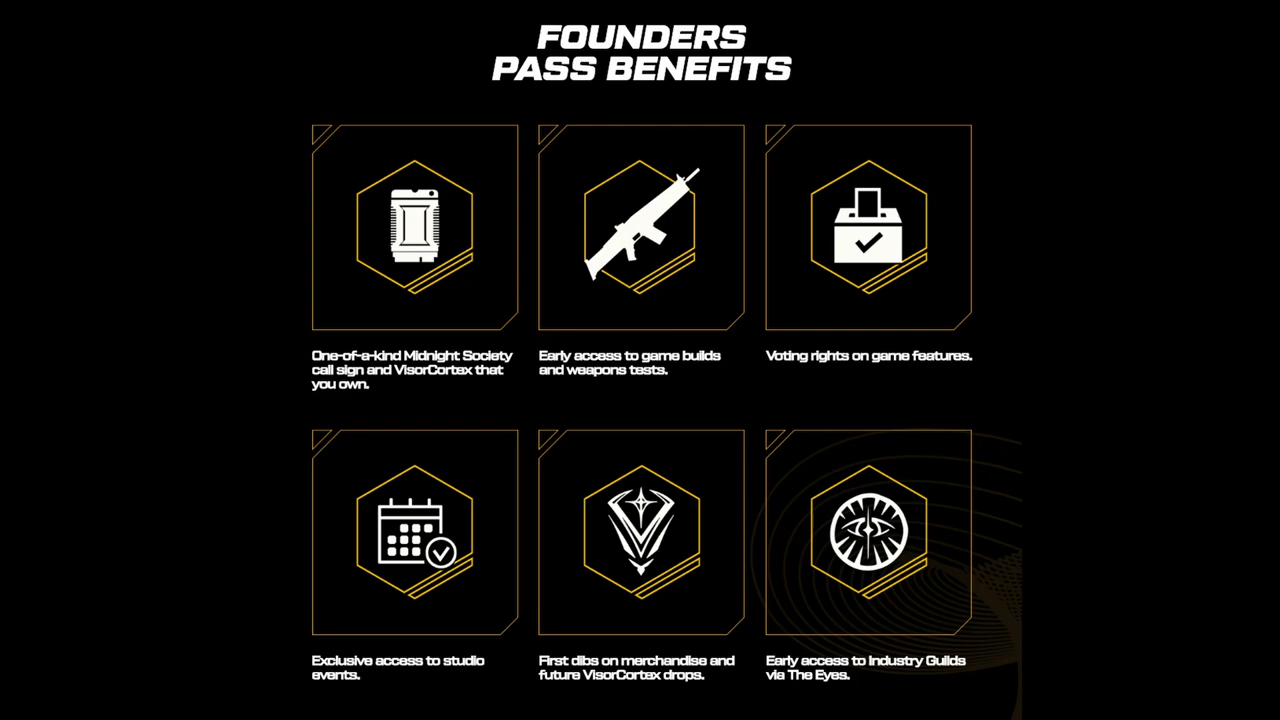 FOUNDERS
PASS BENEFITS
One-of-a-kind Midnight Society
call sign and VisorCortex that
you own.
Early access to game builds
and weapons tests.
Voting rights on game features.
Exclusive access to studio
events.
First dibs on merchandise and
future VisorCortex drops.
Early access to Industry Guilds
via The Eyes.